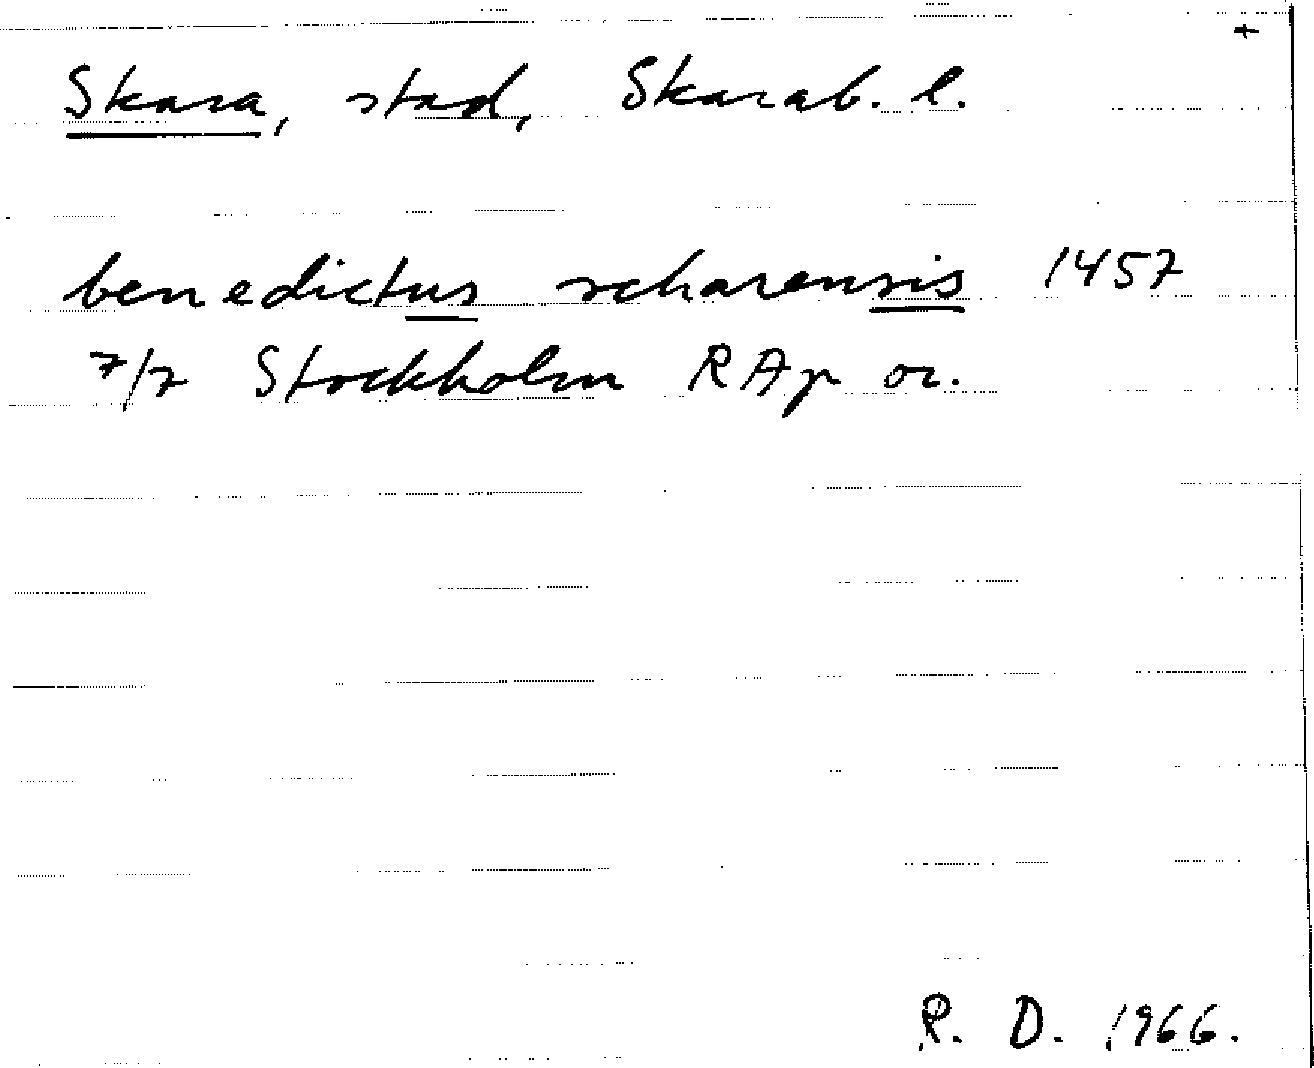 +
Skara, stad, Skarab. l.
benedictus scharensis 1457
7/7 Stockholm RAp or.
R. D. 1966.